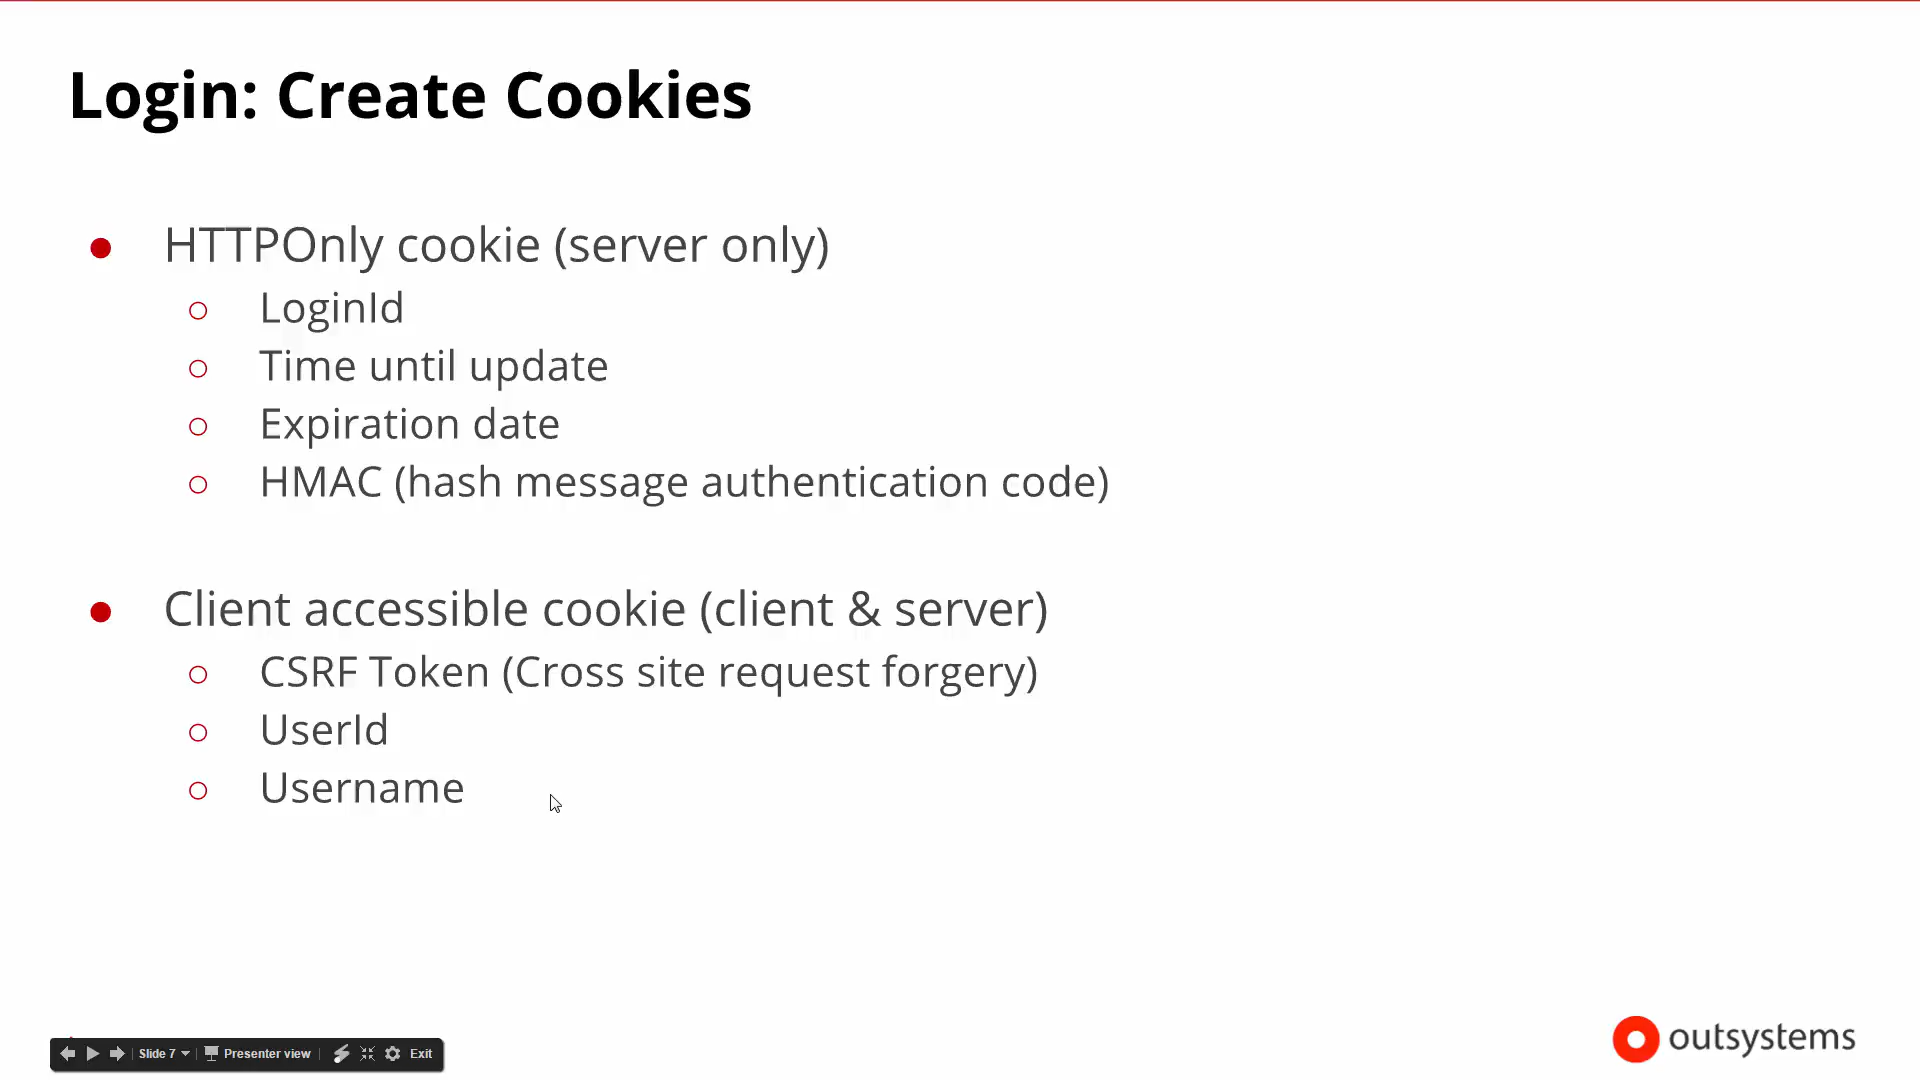 Login: Create Cookies
● HTTPOnly cookie (server only)
○ LoginId
○ Time until update
○ Expiration date
○ HMAC (hash message authentication code)
● Client accessible cookie (client & server)
○ CSRF Token (Cross site request forgery)
○ UserId
○ Username
Slide 7 Presenter view Exit
outsystems